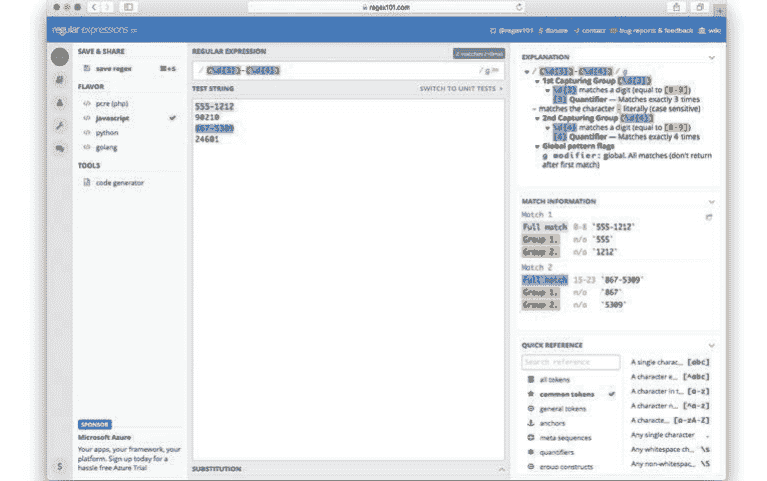 regex101.com
regular expressions 101
@regex101 $ donate contact bug reports & feedback wiki
SAVE & SHARE
save regex ⌘+S
FLAVOR
</> pcre (php)
</> javascript ✔
</> python
</> golang
TOOLS
code generator
SPONSOR
Microsoft Azure
Your apps, your framework, your
platform. Sign up today for a
hassle free Azure Trial
$
REGULAR EXPRESSION
/ (\d{3})-(\d{4}) / g
TEST STRING SWITCH TO UNIT TESTS
555-1212
90210
867-5309
24601
SUBSTITUTION
EXPLANATION
/ (\d{3})-(\d{4}) / g
1st Capturing Group (\d{3})
\d{3} matches a digit (equal to [0-9])
{3} Quantifier — Matches exactly 3 times
- matches the character - literally (case sensitive)
2nd Capturing Group (\d{4})
\d{4} matches a digit (equal to [0-9])
{4} Quantifier — Matches exactly 4 times
Global pattern flags
g modifier: global. All matches (don't return
after first match)
MATCH INFORMATION
Match 1
Full match 0-8 `555-1212`
Group 1. n/a `555`
Group 2. n/a `1212`
Match 2
Full match 15-23 `867-5309`
Group 1. n/a `867`
Group 2. n/a `5309`
QUICK REFERENCE
Search reference
all tokens
common tokens ✔
general tokens
anchors
meta sequences
quantifiers
group constructs
A single charac... [abc]
A character e... [^abc]
A character in t... [a-z]
A character n... [^a-z]
A characte... [a-zA-Z]
Any single character .
Any whitespace ch... \s
Any non-whitespac... \S